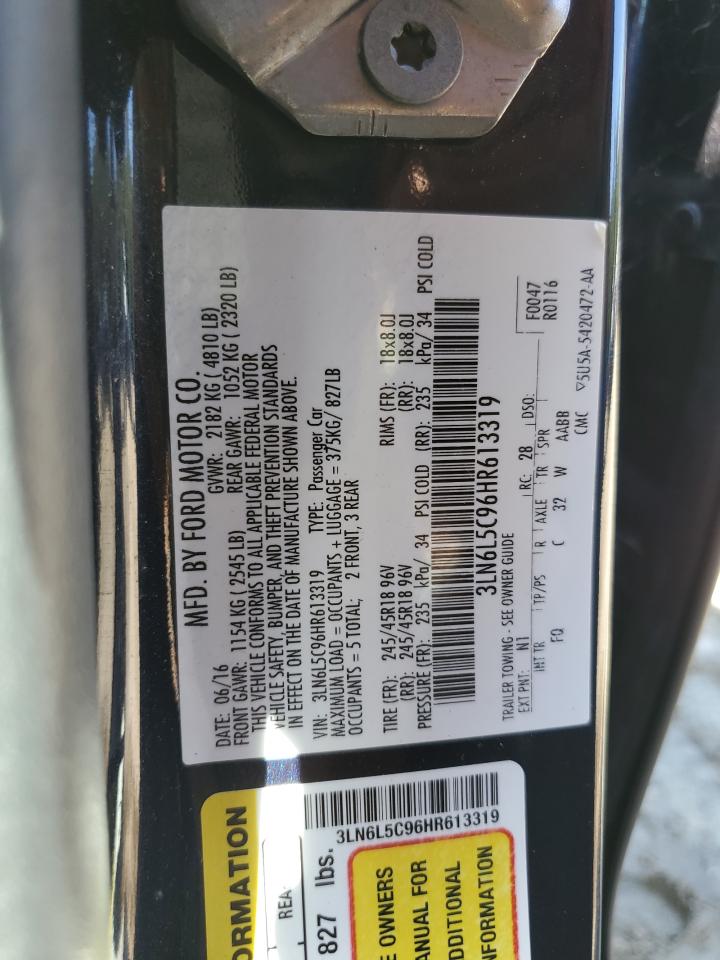 MFD. BY FORD MOTOR CO.
DATE: 06/16 GVWR: 2182 KG ( 4810 LB)
FRONT GAWR: 1154 KG ( 2545 LB) REAR GAWR: 1052 KG ( 2320 LB)
THIS VEHICLE CONFORMS TO ALL APPLICABLE FEDERAL MOTOR
VEHICLE SAFETY, BUMPER, AND THEFT PREVENTION STANDARDS
IN EFFECT ON THE DATE OF MANUFACTURE SHOWN ABOVE.
VIN: 3LN6L5C96HR613319 TYPE: Passenger Car
MAXIMUM LOAD = OCCUPANTS + LUGGAGE = 375KG/ 827LB
OCCUPANTS = 5 TOTAL; 2 FRONT, 3 REAR
TIRE (FR): 245/45R18 96V RIMS (FR): 18x8.0J
(RR): 245/45R18 96V (RR): 18x8.0J
PRESSURE (FR): 235 kPa/ 34 PSI COLD (RR): 235 kPa/ 34 PSI COLD
3LN6L5C96HR613319
TRAILER TOWING - SEE OWNER GUIDE
EXT PNT: N1 RC: 28 DSO: F0047
R0116
INT TR TP/PS R AXLE TR SPR
FQ C 32 W AABB
CMC
5U5A-5420472-AA
ORMATION
REA
827 lbs.
3LN6L5C96HR613319
E OWNERS
ANUAL FOR
DDITIONAL
FORMATION